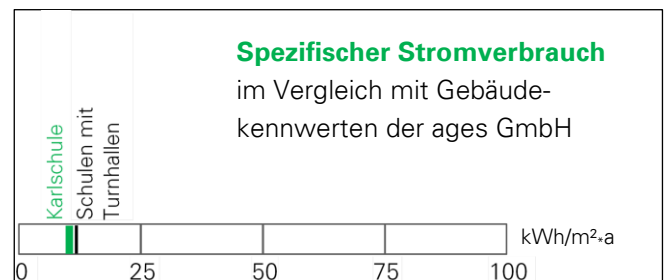 Spezifischer Stromverbrauch
im Vergleich mit Gebäude-
kennwerten der ages GmbH
Karlschule
Schulen mit
Turnhallen
kWh/m²*a
0 25 50 75 100